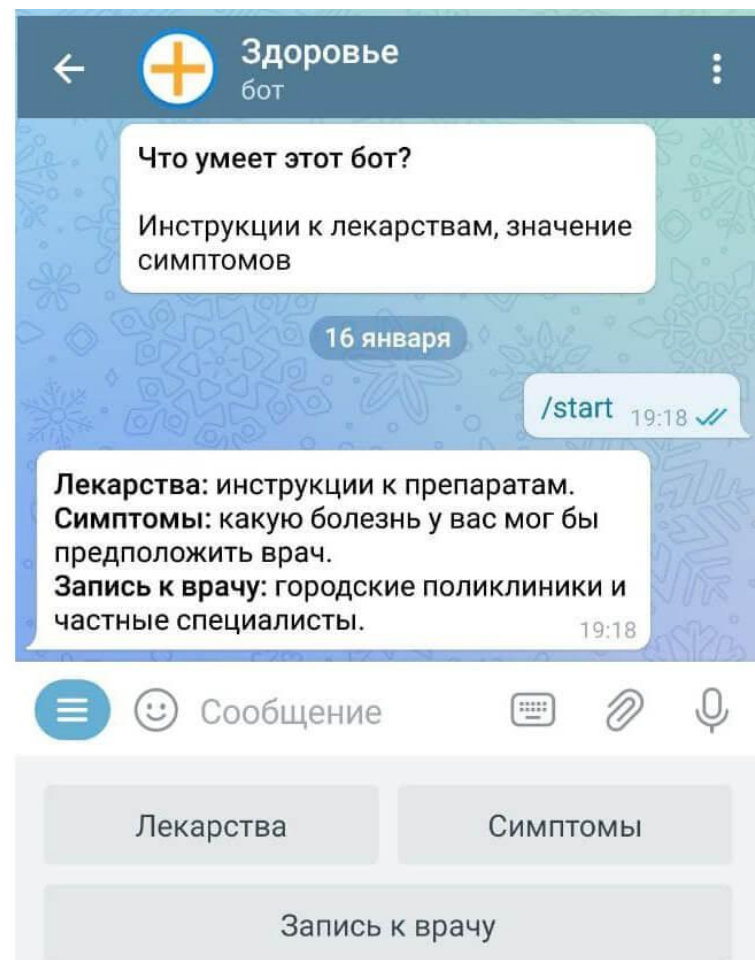 Здоровье
бот
Что умеет этот бот?
Инструкции к лекарствам, значение
симптомов
16 января
/start 19:18
Лекарства: инструкции к препаратам.
Симптомы: какую болезнь у вас мог бы
предположить врач.
Запись к врачу: городские поликлиники и
частные специалисты.
19:18
Сообщение
Лекарства
Симптомы
Запись к врачу